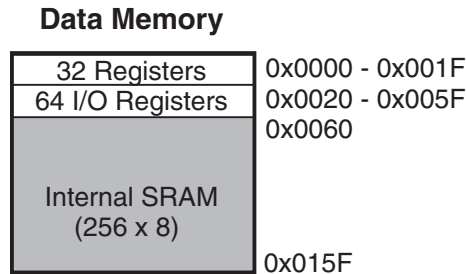 Data Memory
32 Registers 0x0000 - 0x001F
64 I/O Registers 0x0020 - 0x005F
0x0060
Internal SRAM
(256 x 8)
0x015F